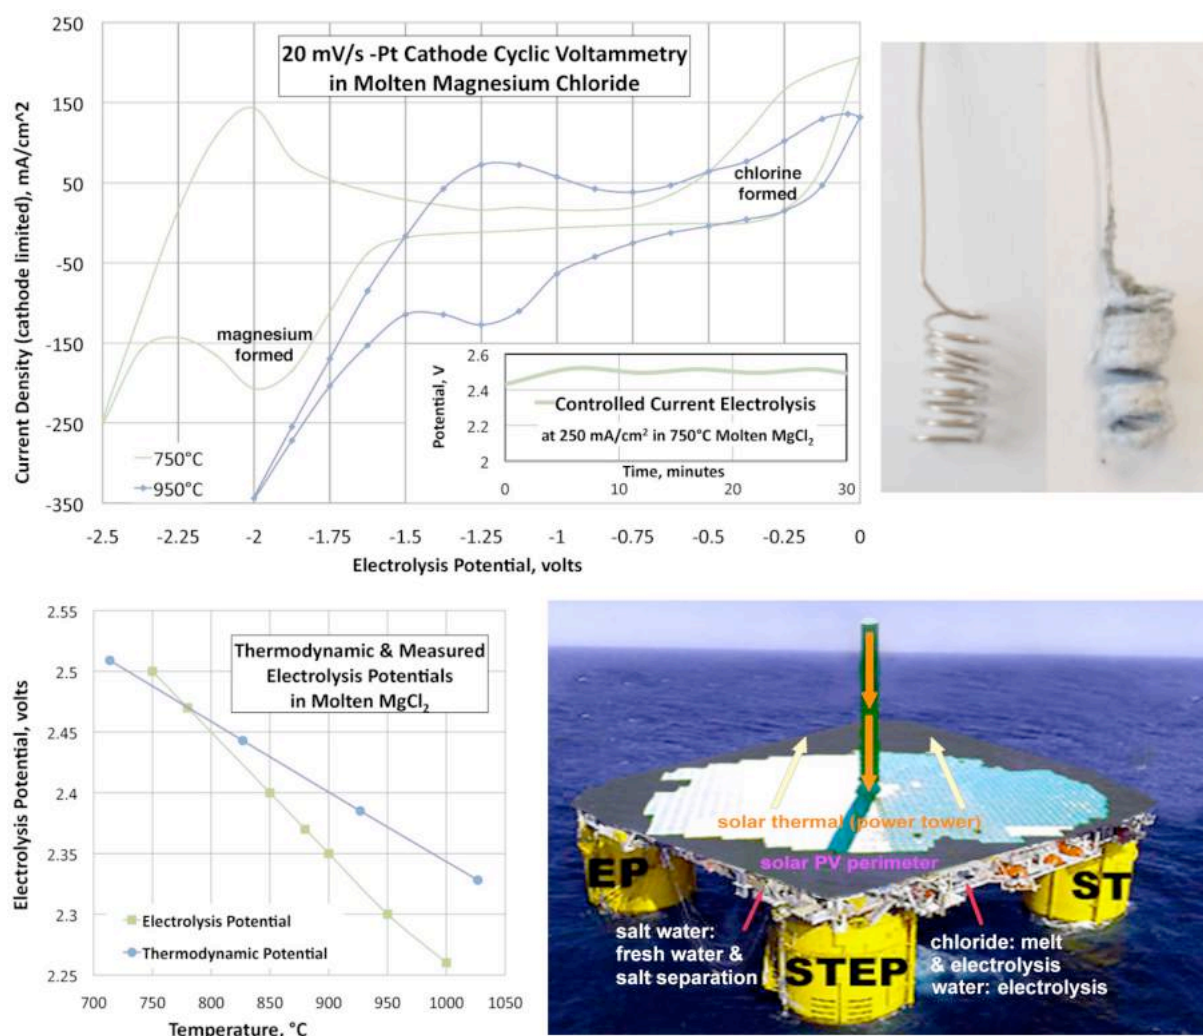 20 mV/s -Pt Cathode Cyclic Voltammetry
in Molten Magnesium Chloride
Current Density (cathode limited), mA/cm^2
250
150
50
-50
-150
-250
-350
chlorine
formed
magnesium
formed
750°C
950°C
Potential, V
2.6
2.4
2.2
2
Controlled Current Electrolysis
at 250 mA/cm² in 750°C Molten MgCl₂
Time, minutes
0 10 20 30
-2.5 -2.25 -2 -1.75 -1.5 -1.25 -1 -0.75 -0.5 -0.25 0
Electrolysis Potential, volts
Electrolysis Potential, volts
2.55
2.5
2.45
2.4
2.35
2.3
2.25
Thermodynamic & Measured
Electrolysis Potentials
in Molten MgCl₂
Electrolysis Potential
Thermodynamic Potential
700 750 800 850 900 950 1000 1050
Temperature, °C
solar thermal (power tower)
solar PV perimeter
EP
ST
STEP
salt water:
fresh water &
salt separation
chloride: melt
& electrolysis
water: electrolysis